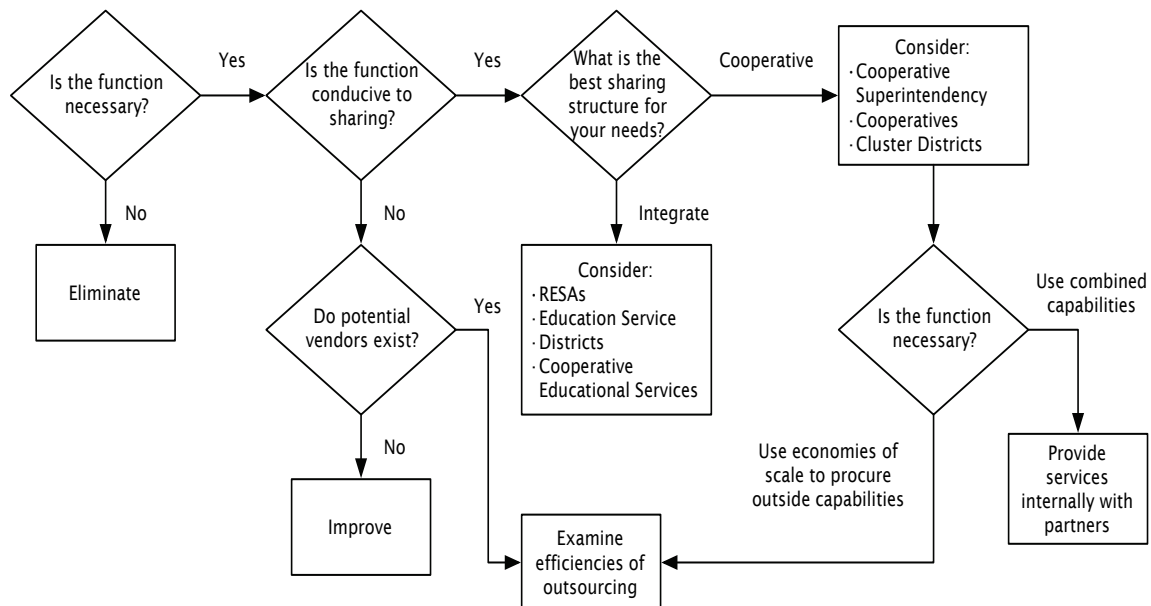 Is the function
necessary?
Yes
Is the function
conducive to
sharing?
Yes
What is the
best sharing
structure for
your needs?
Cooperative
Consider:
·Cooperative
Superintendency
·Cooperatives
·Cluster Districts
No
No
Integrate
Eliminate
Do potential
vendors exist?
Yes
Consider:
·RESAs
·Education Service
·Districts
·Cooperative
Educational Services
Is the function
necessary?
Use combined
capabilities
No
Improve
Use economies of
scale to procure
outside capabilities
Provide
services
internally with
partners
Examine
efficiencies of
outsourcing